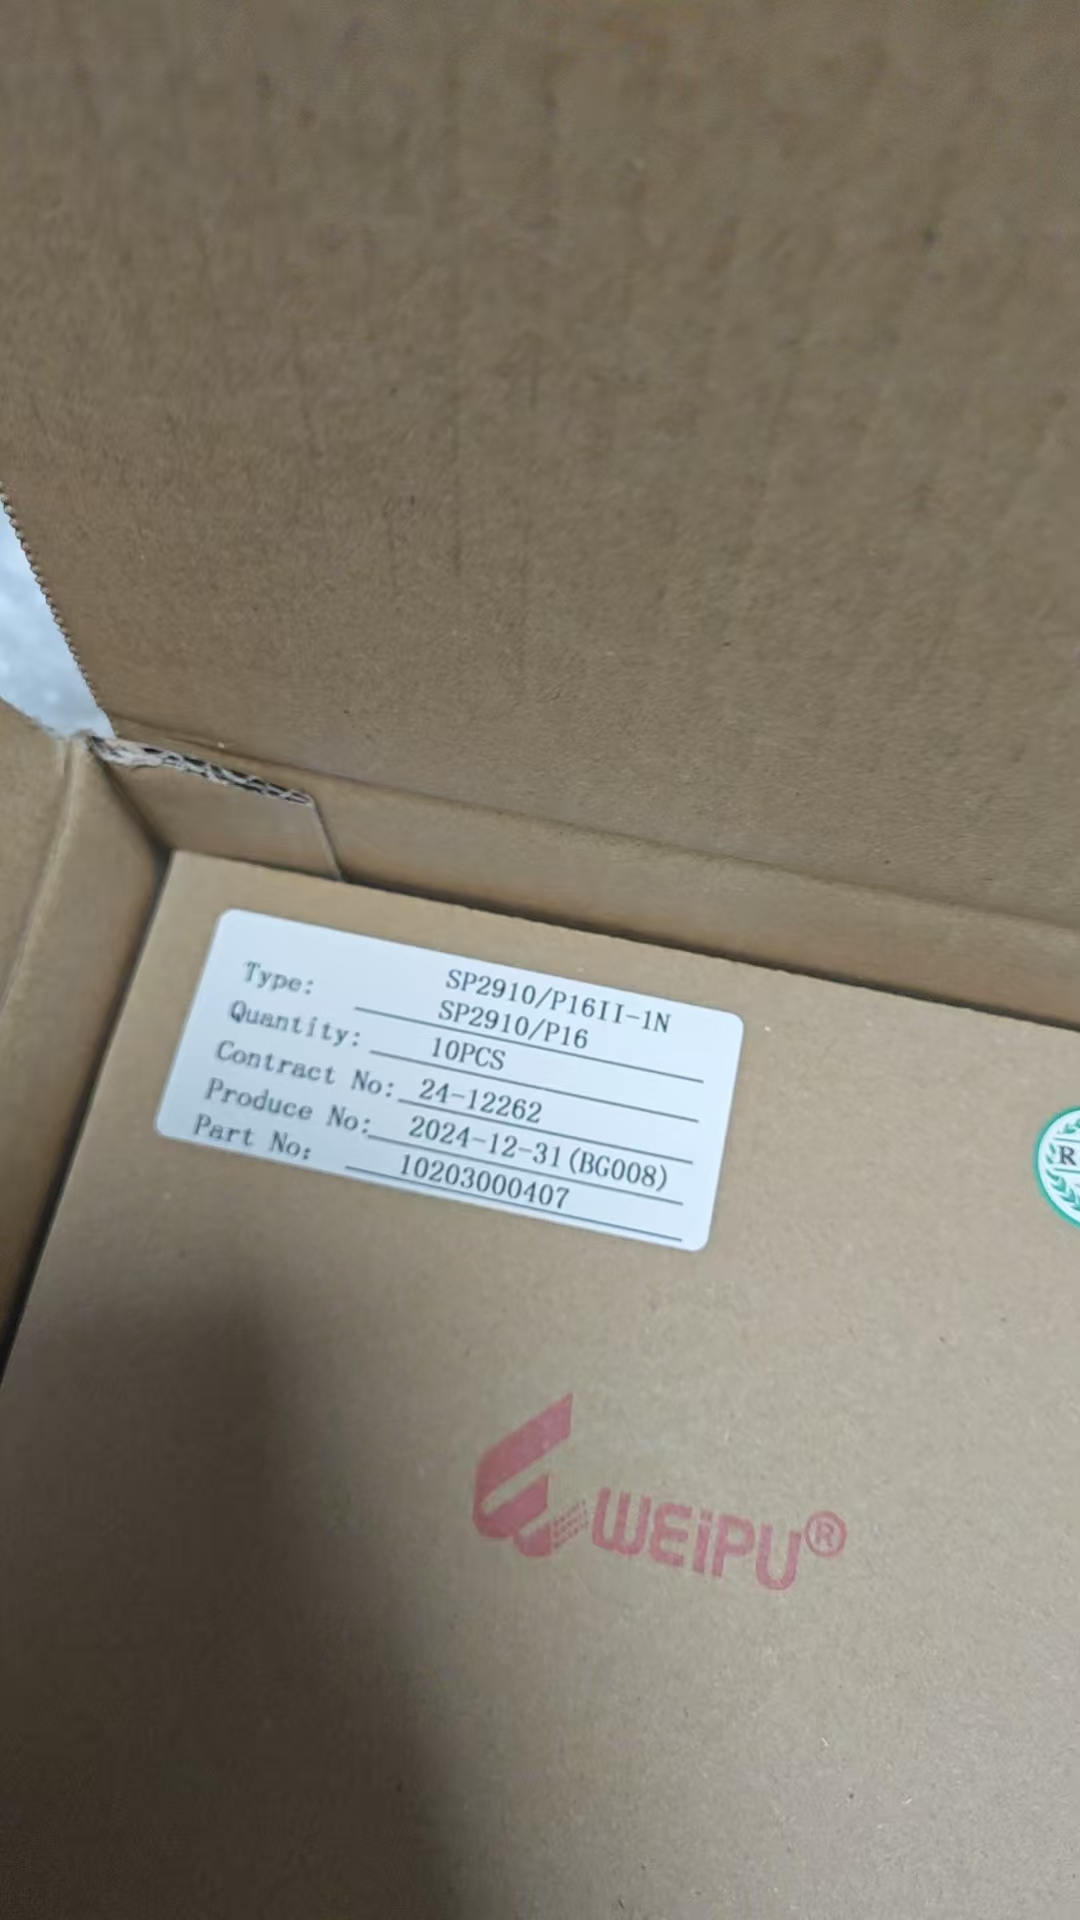 Type: SP2910/P16II-1N
SP2910/P16
Quantity: 10PCS
Contract No: 24-12262
Produce No: 2024-12-31(BG008)
Part No: 10203000407
R
WEiPU®